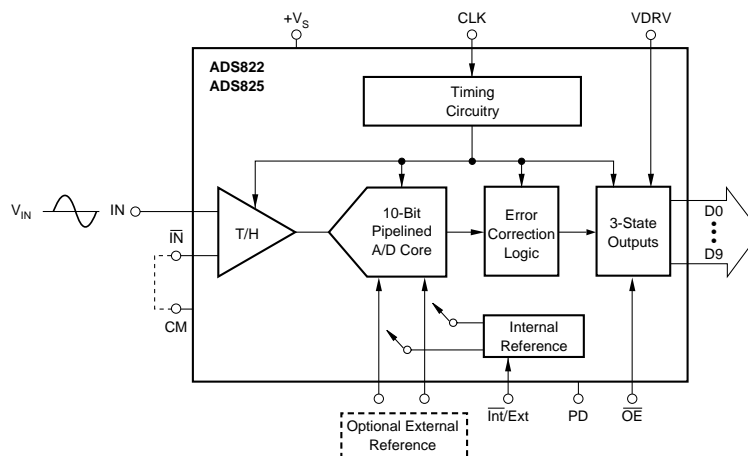 +VS
CLK
VDRV
ADS822
ADS825
Timing
Circuitry
VIN
IN
IN
CM
T/H
10-Bit
Pipelined
A/D Core
Error
Correction
Logic
3-State
Outputs
D0
D9
Internal
Reference
Optional External
Reference
Int/Ext
PD
OE